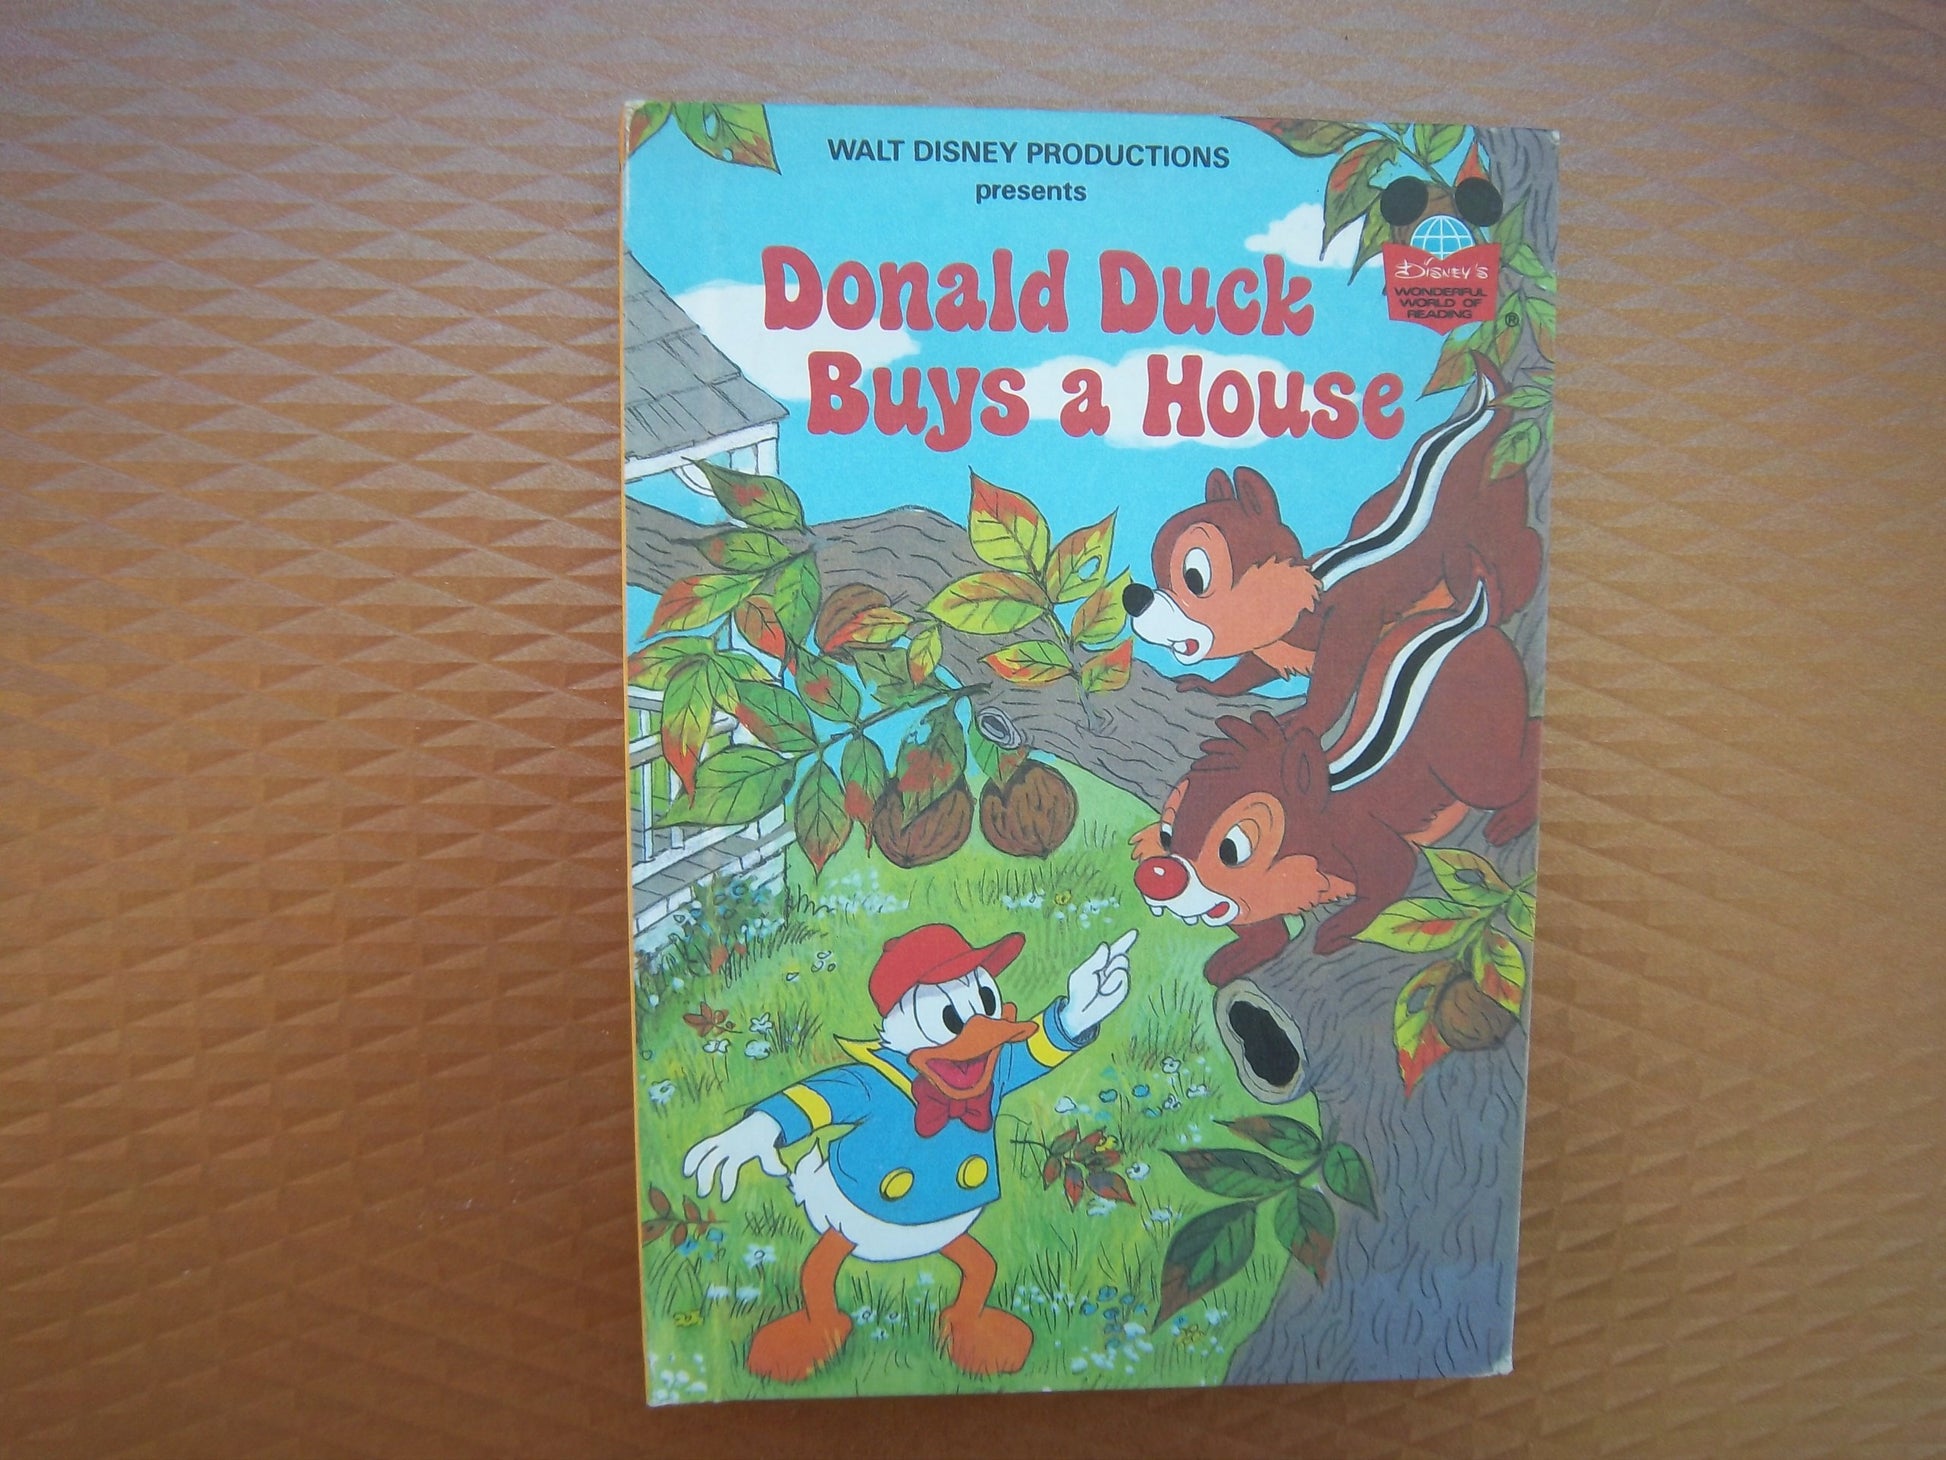 WALT DISNEY PRODUCTIONS
presents
Donald Duck
Buys a House
DISNEY'S
WONDERFUL
WORLD OF
READING
®